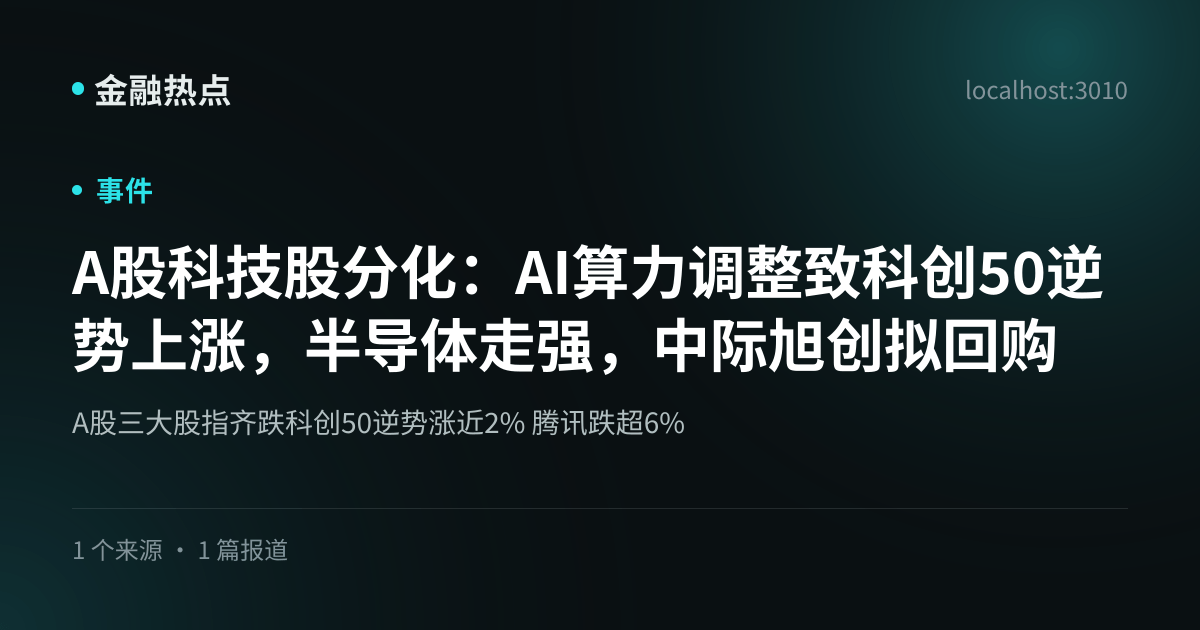 金融热点
localhost:3010
事件
A股科技股分化：AI算力调整致科创50逆
势上涨，半导体走强，中际旭创拟回购
A股三大股指齐跌科创50逆势涨近2% 腾讯跌超6%
1 个来源 · 1 篇报道